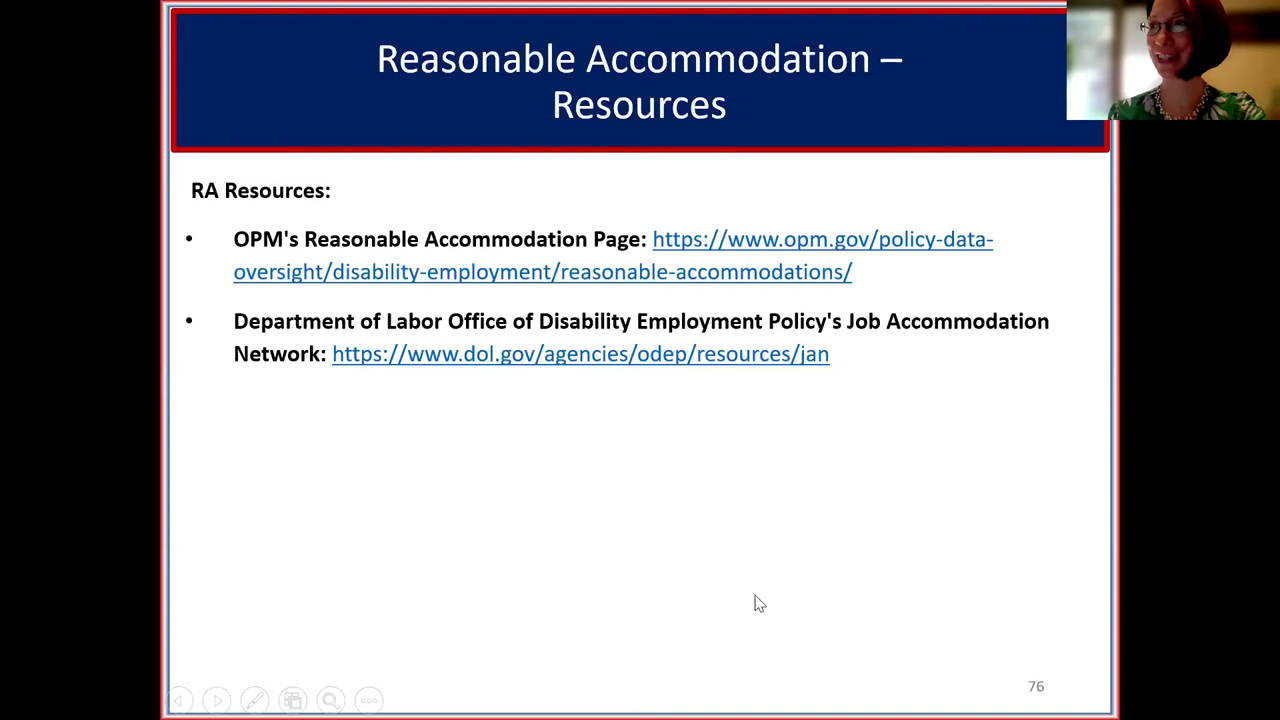 Reasonable Accommodation –
Resources
RA Resources:
• OPM's Reasonable Accommodation Page: https://www.opm.gov/policy-data-
oversight/disability-employment/reasonable-accommodations/
• Department of Labor Office of Disability Employment Policy's Job Accommodation
Network: https://www.dol.gov/agencies/odep/resources/jan
76